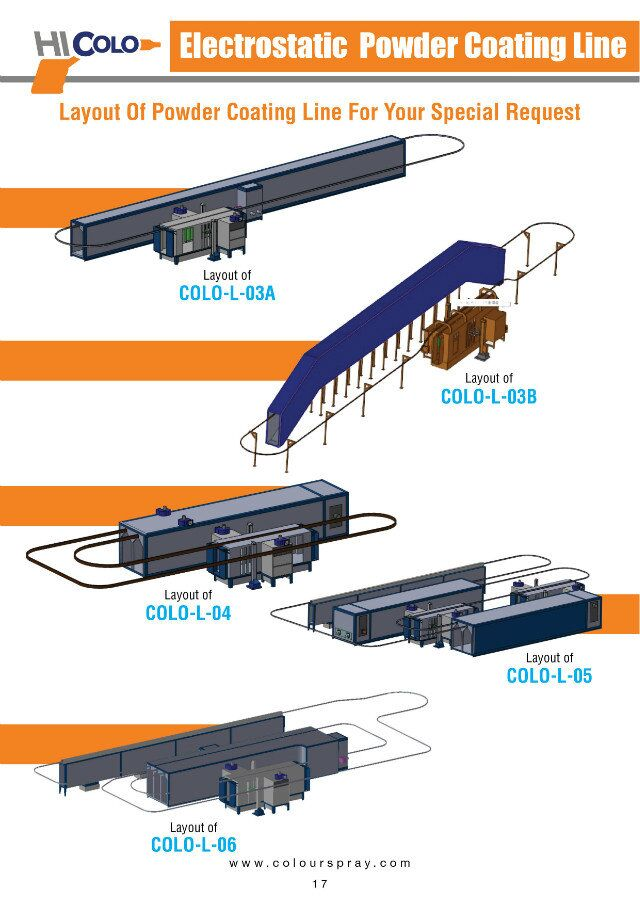 HI COLO
Electrostatic Powder Coating Line
Layout Of Powder Coating Line For Your Special Request
Layout of
COLO-L-03A
Layout of
COLO-L-03B
Layout of
COLO-L-04
Layout of
COLO-L-05
Layout of
COLO-L-06
www.colourspray.com
17